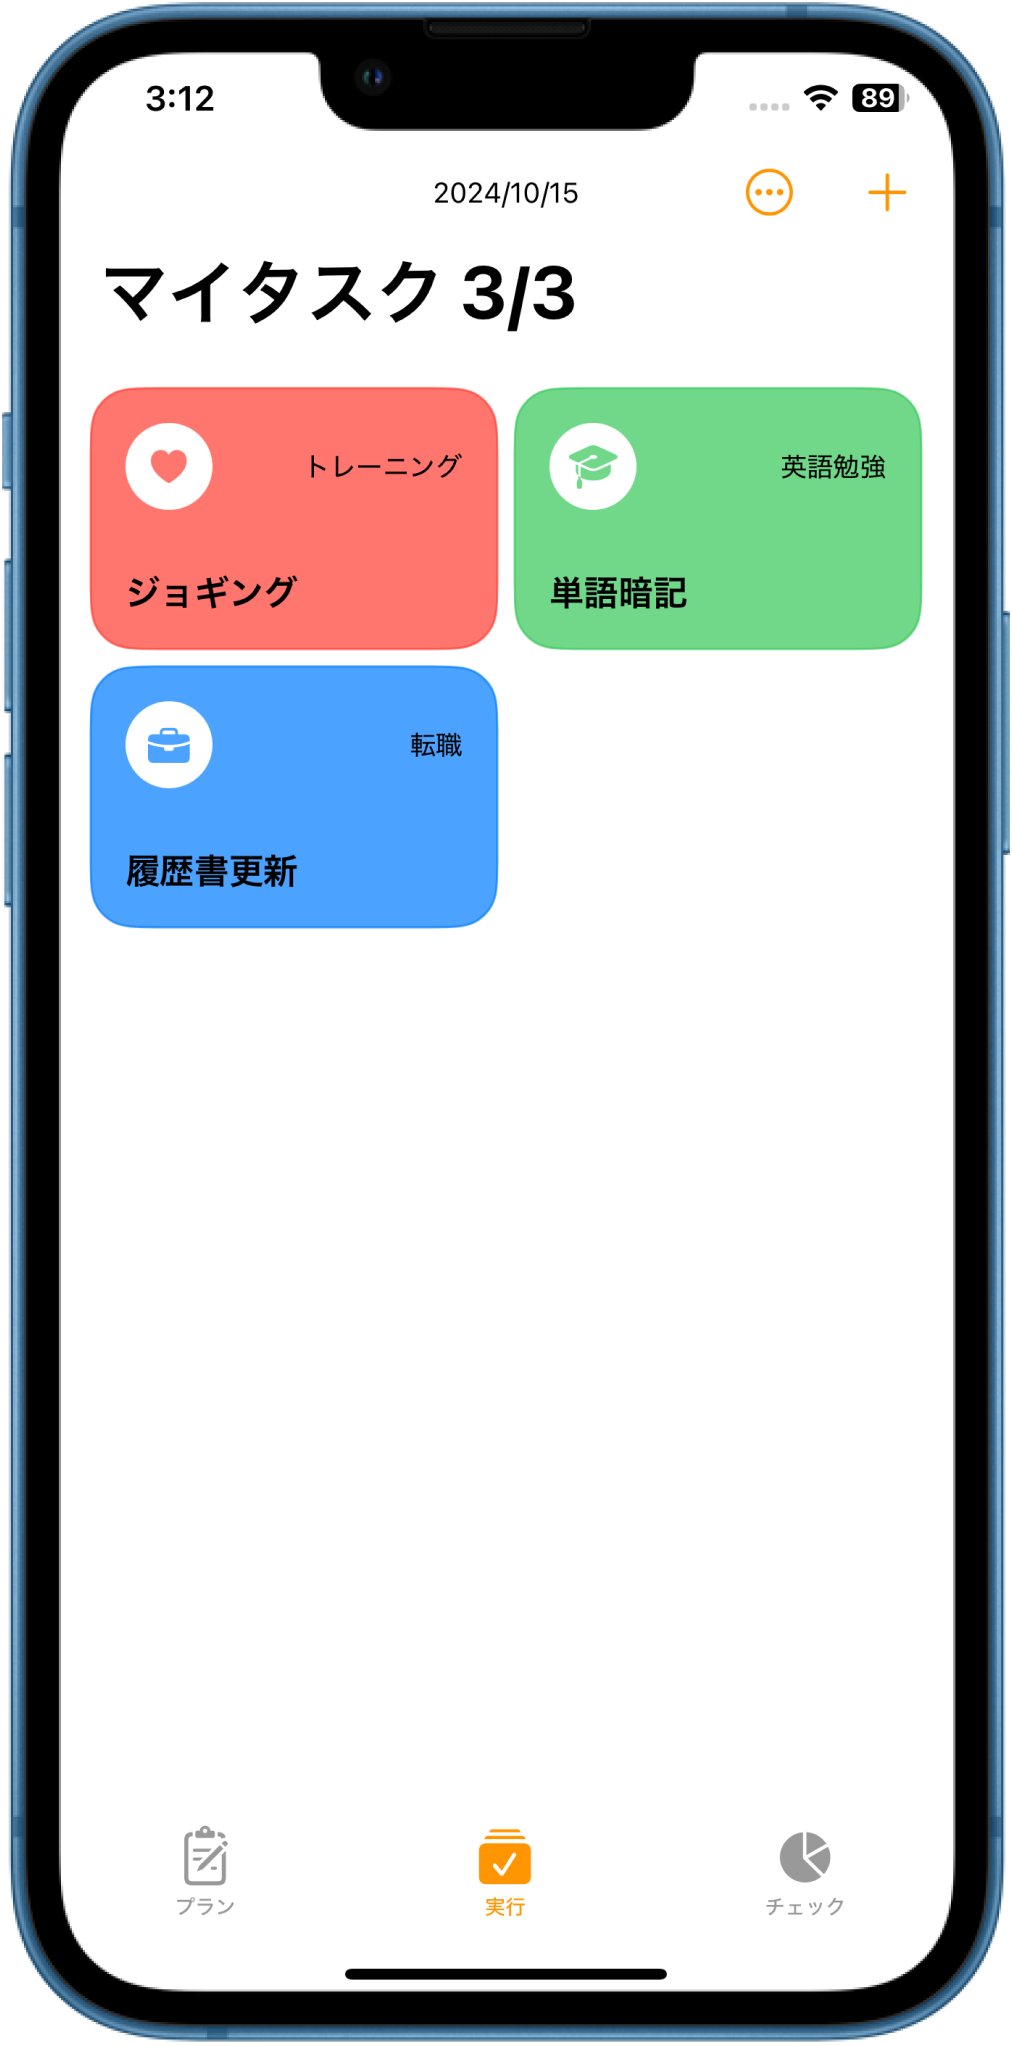 3:12
89
2024/10/15
マイタスク 3/3
トレーニング
ジョギング
英語勉強
単語暗記
転職
履歴書更新
プラン
実行
チェック